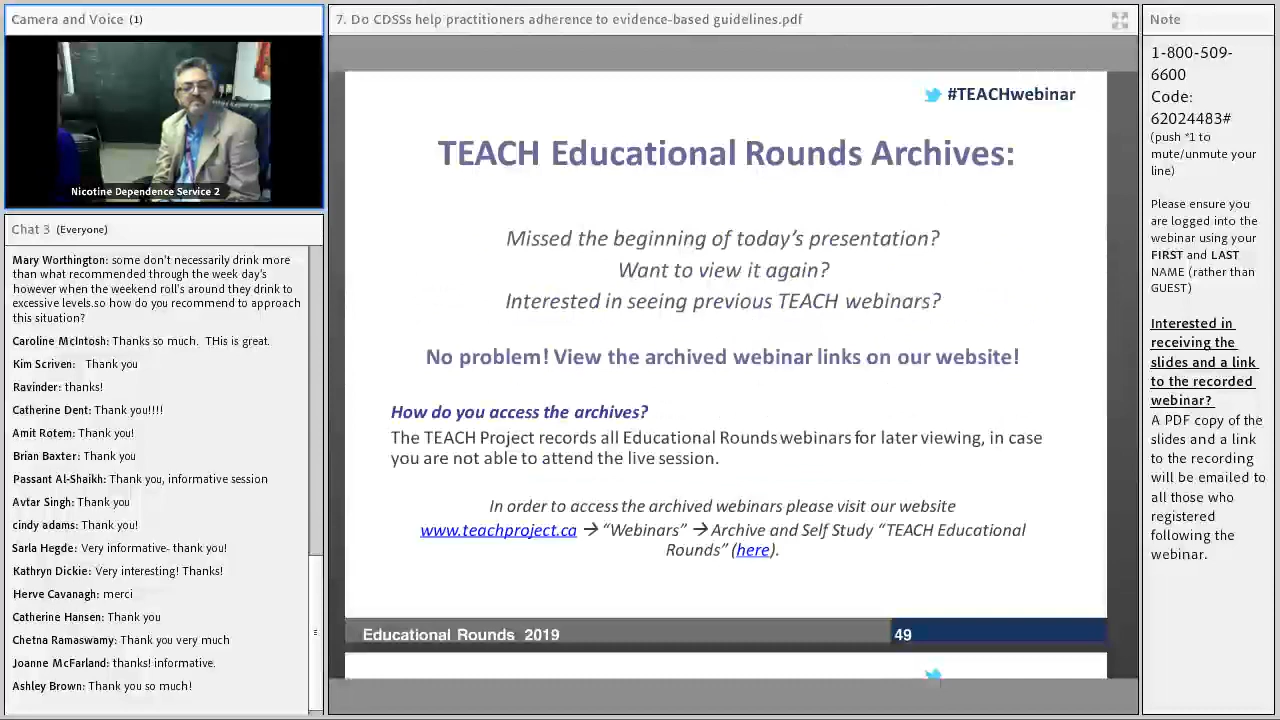 Camera and Voice (1)
Nicotine Dependence Service 2
Chat 3 (Everyone)
Mary Worthington: some don't necessarily drink more
than what recommended through the week day's
however when the weekend roll's around they drink to
excessive levels.so how do you recommend to approach
this situation?
Caroline McIntosh: Thanks so much. THis is great.
Kim Scriven: Thank you
Ravinder: thanks!
Catherine Dent: Thank you!!!!
Amit Rotem: Thank you!
Brian Baxter: Thank you
Passant Al-Shaikh: Thank you, informative session
Avtar Singh: Thank you
cindy adams: Thank you!
Sarla Hegde: Very informative- thank you!
Kathryn Dickie: Very interesting! Thanks!
Herve Cavanagh: merci
Catherine Hansen: Thank you
Chetna Ramaswamy: Thank you very much
Joanne McFarland: thanks! informative.
Ashley Brown: Thank you so much!
7. Do CDSSs help practitioners adherence to evidence-based guidelines.pdf
#TEACHwebinar
TEACH Educational Rounds Archives:
Missed the beginning of today's presentation?
Want to view it again?
Interested in seeing previous TEACH webinars?
No problem! View the archived webinar links on our website!
How do you access the archives?
The TEACH Project records all Educational Rounds webinars for later viewing, in case
you are not able to attend the live session.
In order to access the archived webinars please visit our website
www.teachproject.ca → “Webinars” → Archive and Self Study “TEACH Educational
Rounds” (here).
Educational Rounds 2019
49
Note
1-800-509-
6600
Code:
62024483#
(push *1 to
mute/unmute your
line)
Please ensure you
are logged into the
webinar using your
FIRST and LAST
NAME (rather than
GUEST)
Interested in
receiving the
slides and a link
to the recorded
webinar?
A PDF copy of the
slides and a link
to the recording
will be emailed to
all those who
registered
following the
webinar.